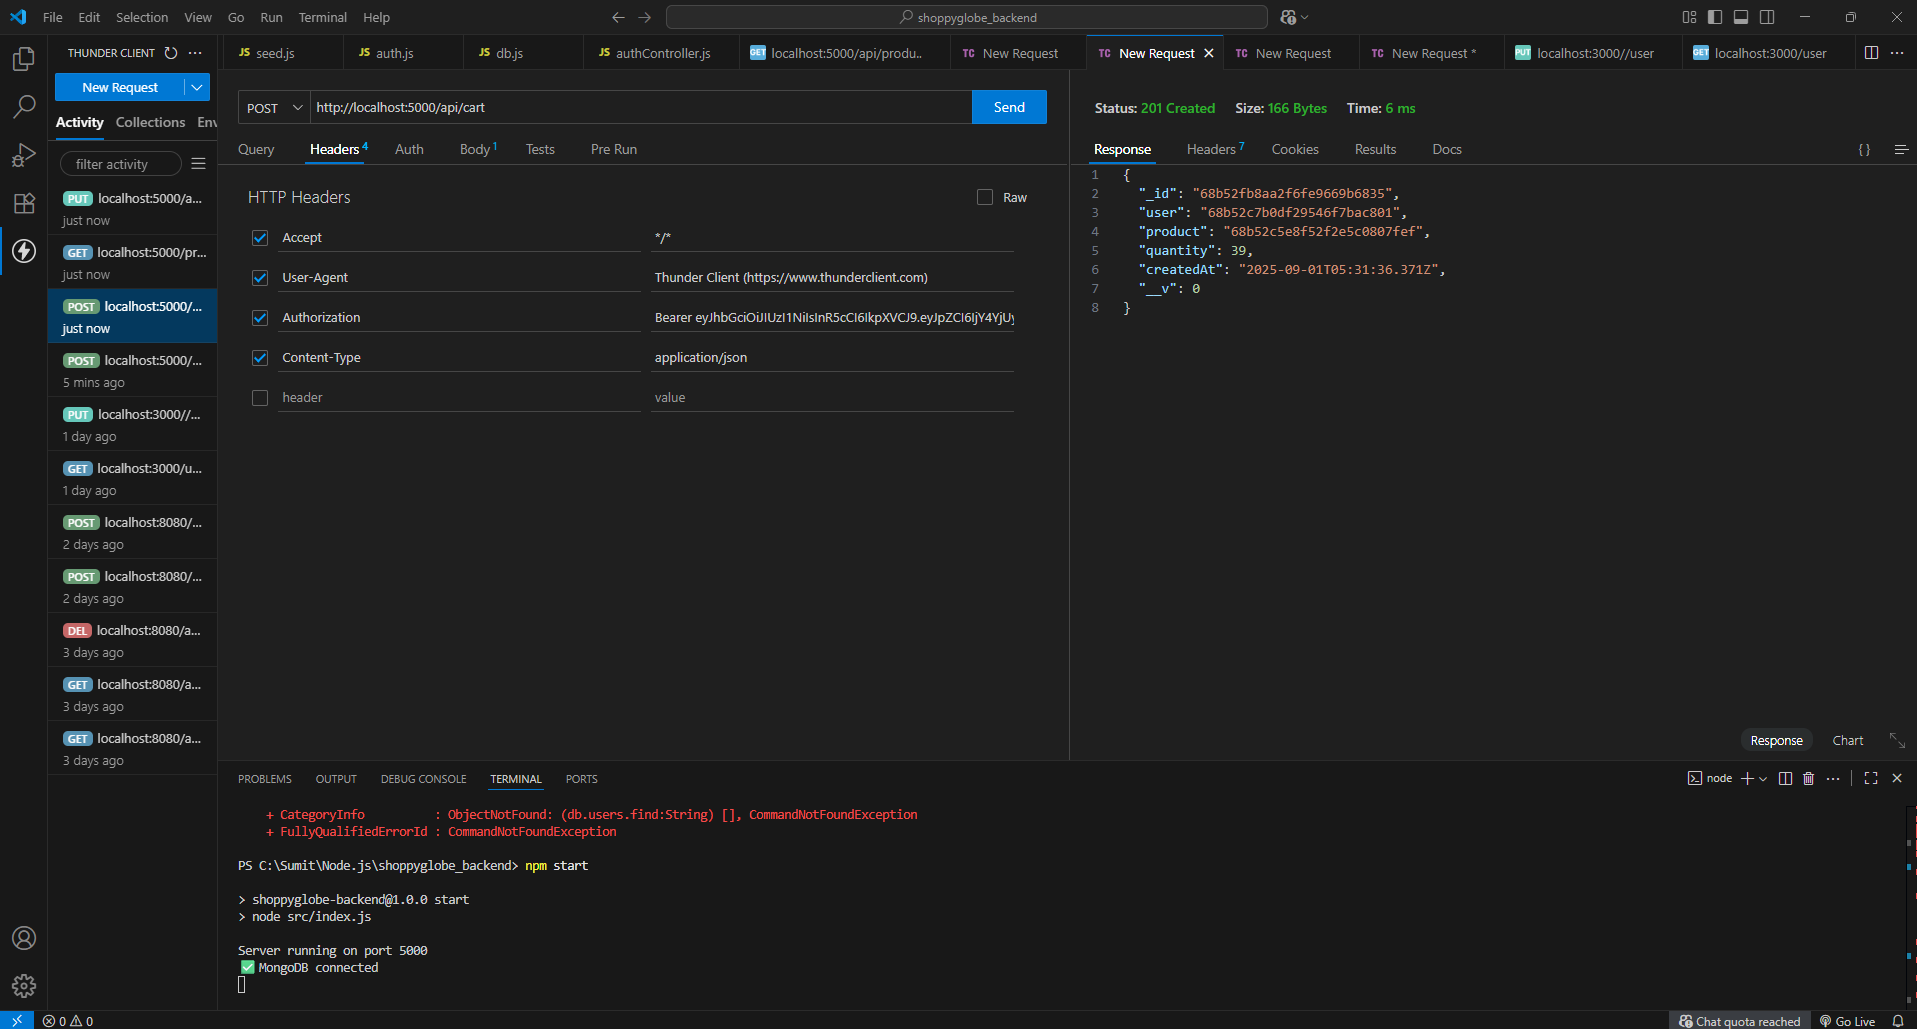 File Edit Selection View Go Run Terminal Help
shoppyglobe_backend
THUNDER CLIENT
JS seed.js
JS auth.js
JS db.js
JS authController.js
GET localhost:5000/api/produ..
TC New Request
TC New Request
TC New Request
TC New Request *
PUT localhost:3000//user
GET localhost:3000/user
New Request
Activity Collections Env
filter activity
PUT localhost:5000/a...
just now
GET localhost:5000/pr...
just now
POST localhost:5000/...
just now
POST localhost:5000/...
5 mins ago
PUT localhost:3000//...
1 day ago
GET localhost:3000/u...
1 day ago
POST localhost:8080/...
2 days ago
POST localhost:8080/...
2 days ago
DEL localhost:8080/a...
3 days ago
GET localhost:8080/a...
3 days ago
GET localhost:8080/a...
3 days ago
POST http://localhost:5000/api/cart Send
Query Headers 4 Auth Body 1 Tests Pre Run
HTTP Headers Raw
Accept */*
User-Agent Thunder Client (https://www.thunderclient.com)
Authorization Bearer
Content-Type application/json
header value
Status: 201 Created Size: 166 Bytes Time: 6 ms
Response Headers 7 Cookies Results Docs { }
1 {
2 "_id": "68b52fb8aa2f6fe9669b6835",
3 "user": "68b52c7b0df29546f7bac801",
4 "product": "68b52c5e8f52f2e5c0807fef",
5 "quantity": 39,
6 "createdAt": "2025-09-01T05:31:36.371Z",
7 "__v": 0
8 }
Response Chart
PROBLEMS OUTPUT DEBUG CONSOLE TERMINAL PORTS
node
+ CategoryInfo : ObjectNotFound: (db.users.find:String) [], CommandNotFoundException
+ FullyQualifiedErrorId : CommandNotFoundException
PS C:\Sumit\Node.js\shoppyglobe_backend> npm start
> shoppyglobe-backend@1.0.0 start
> node src/index.js
Server running on port 5000
✅ MongoDB connected
0 0
Chat quota reached Go Live